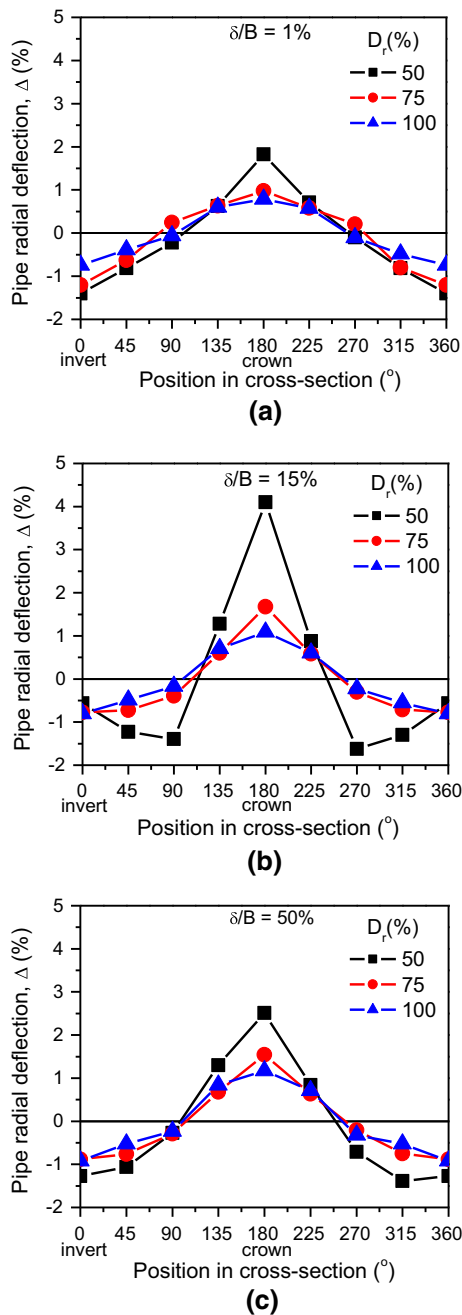 5
δ/B = 1%
D_r(%)
4
50
3
75
2
100
1
0
-1
-2
Pipe radial deflection, Δ (%)
0 45 90 135 180 225 270 315 360
invert crown
Position in cross-section (°)
(a)
5
δ/B = 15%
D_r(%)
4
50
3
75
2
100
1
0
-1
-2
Pipe radial deflection, Δ (%)
0 45 90 135 180 225 270 315 360
invert crown
Position in cross-section (°)
(b)
5
δ/B = 50%
D_r(%)
4
50
3
75
2
100
1
0
-1
-2
Pipe radial deflection, Δ (%)
0 45 90 135 180 225 270 315 360
invert crown
Position in cross-section (°)
(c)